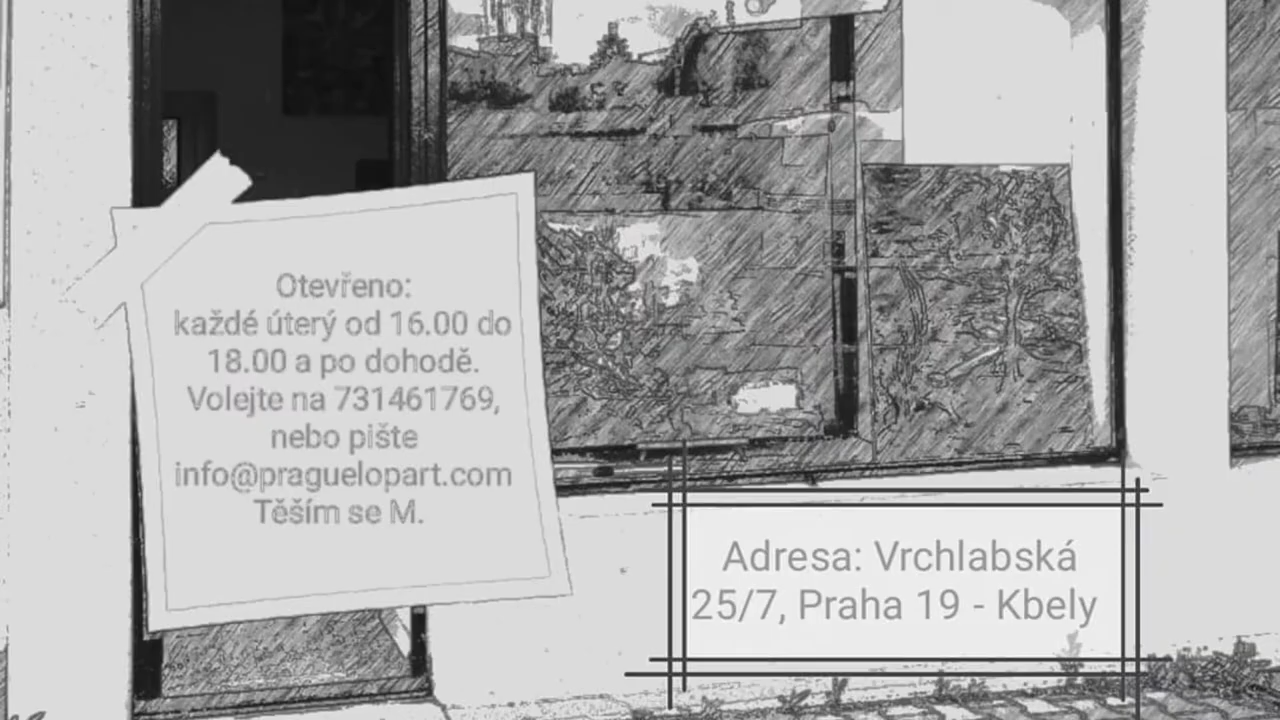 Otevřeno:
každé úterý od 16.00 do
18.00 a po dohodě.
Volejte na 731461769,
nebo pište
info@praguelopart.com
Těším se M.
Adresa: Vrchlabská
25/7, Praha 19 - Kbely